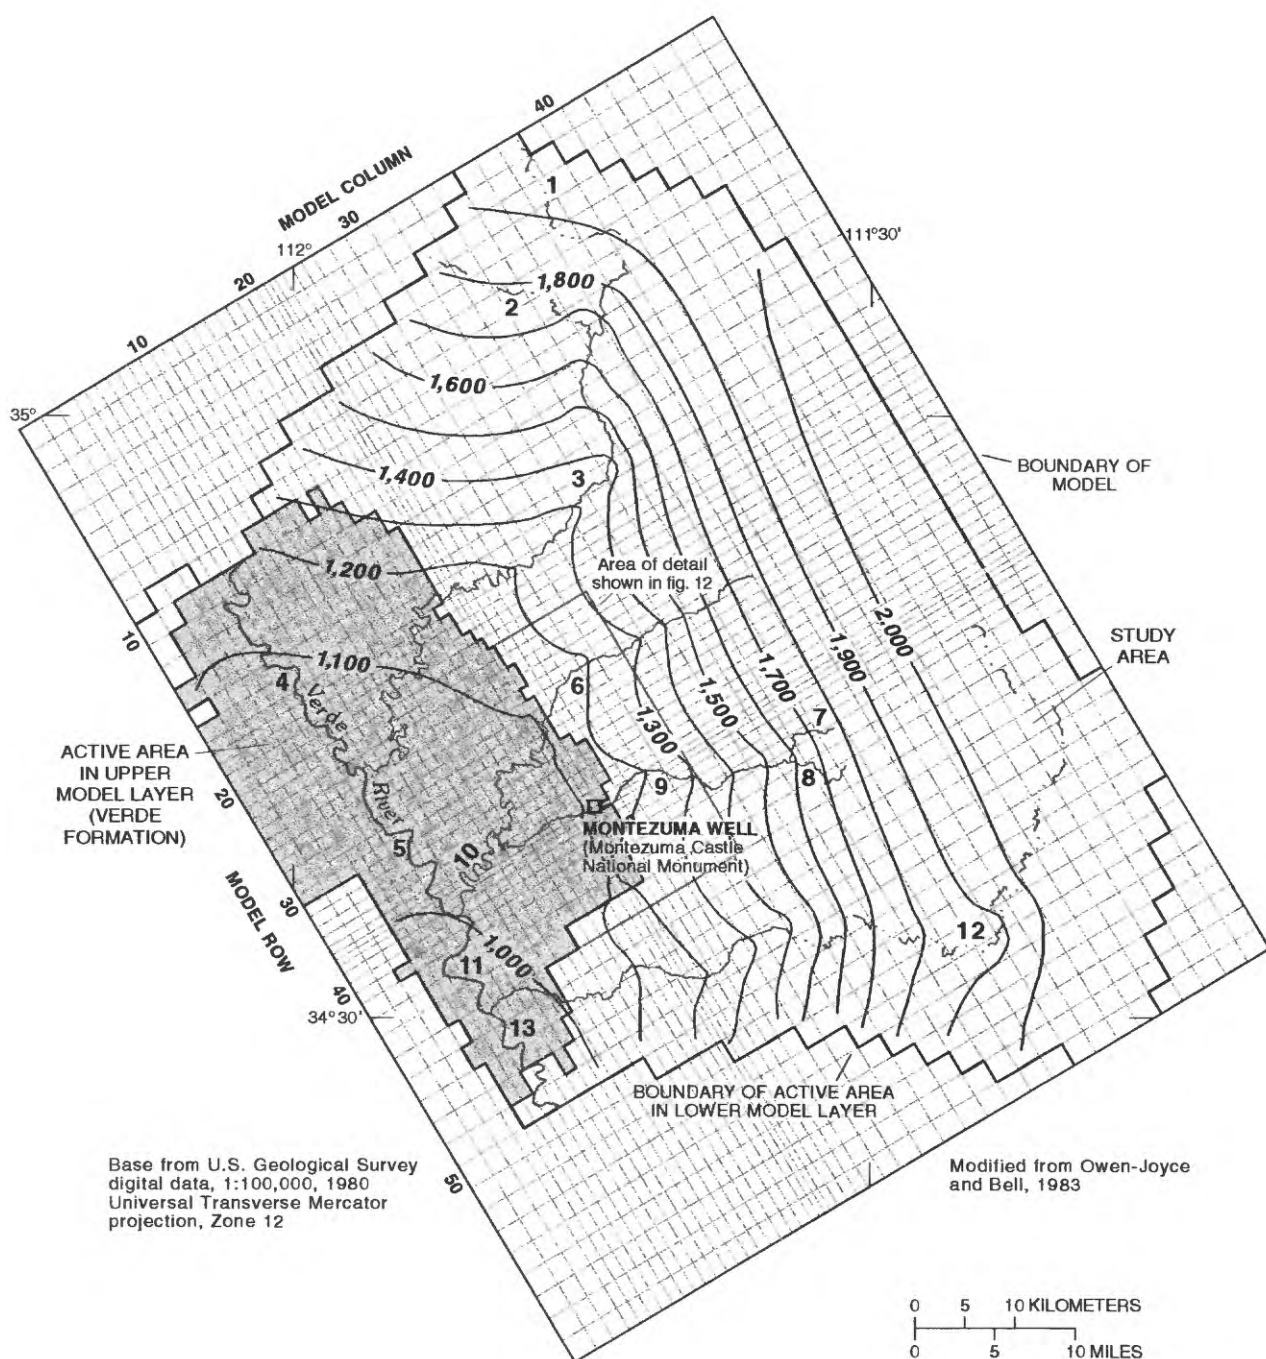 40
MODEL COLUMN
30
112°
20
10
1
111°30'
1,800
2
1,600
35°
1,400
3
BOUNDARY OF
MODEL
1,200
Area of detail
shown in fig. 12
10
2,000
STUDY
AREA
1,900
1,100
4
6
1,700
1,500
7
1,300
Verde
River
ACTIVE AREA
IN UPPER
MODEL LAYER
(VERDE
FORMATION)
20
9
8
MONTEZUMA WELL
(Montezuma Castle
National Monument)
5
10
MODEL ROW
30
1,000
11
12
40
34°30'
13
BOUNDARY OF ACTIVE AREA
IN LOWER MODEL LAYER
50
Base from U.S. Geological Survey
digital data, 1:100,000, 1980
Universal Transverse Mercator
projection, Zone 12
Modified from Owen-Joyce
and Bell, 1983
0 5 10 KILOMETERS
0 5 10 MILES